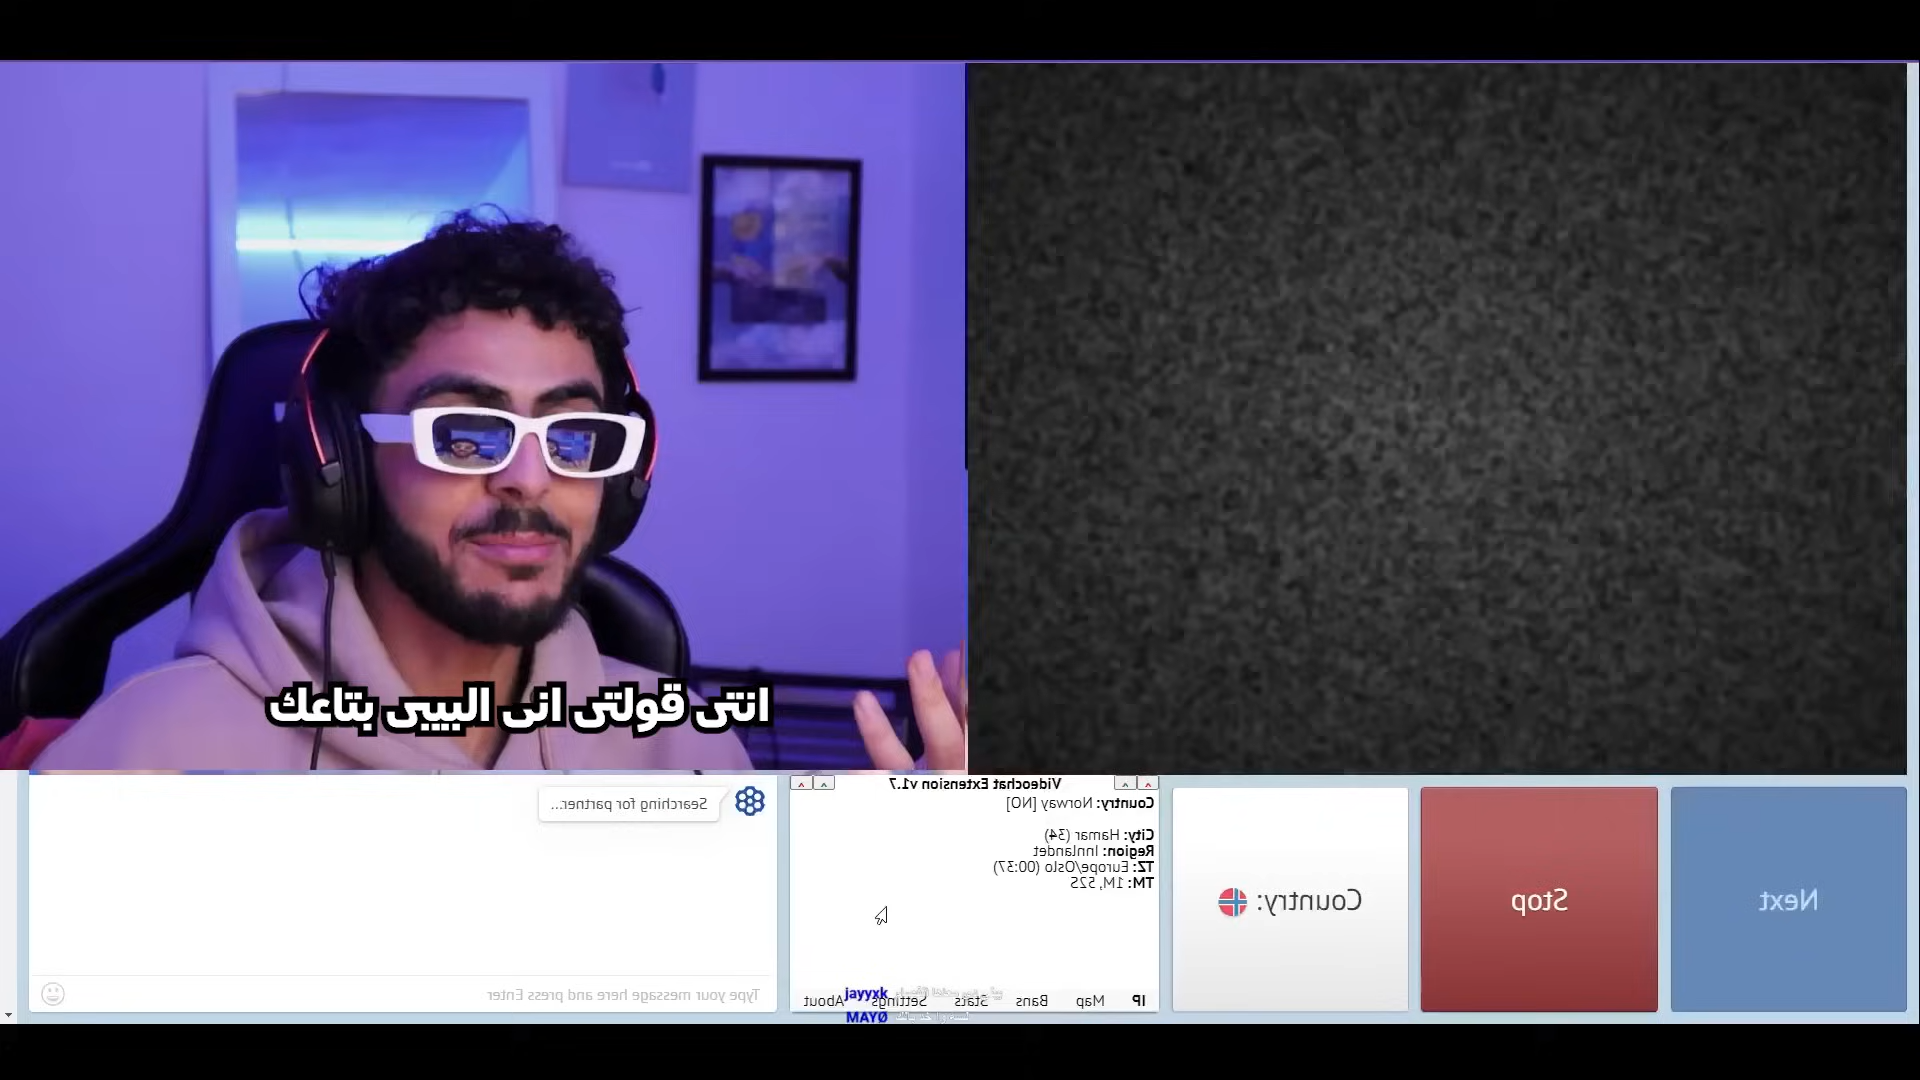 انتى قولتى انى البيبى بتاعك
Searching for partner...
Type your message here and press Enter
Videochat Extension v1.7
Country: Norway [NO]
City: Hamar (34)
Region: Innlandet
TZ: Europe/Oslo (00:37)
TM: 1M, 52S
IP Map Bans Stats Settings About
jayyxk
MAYØ
Country:
Stop
Next